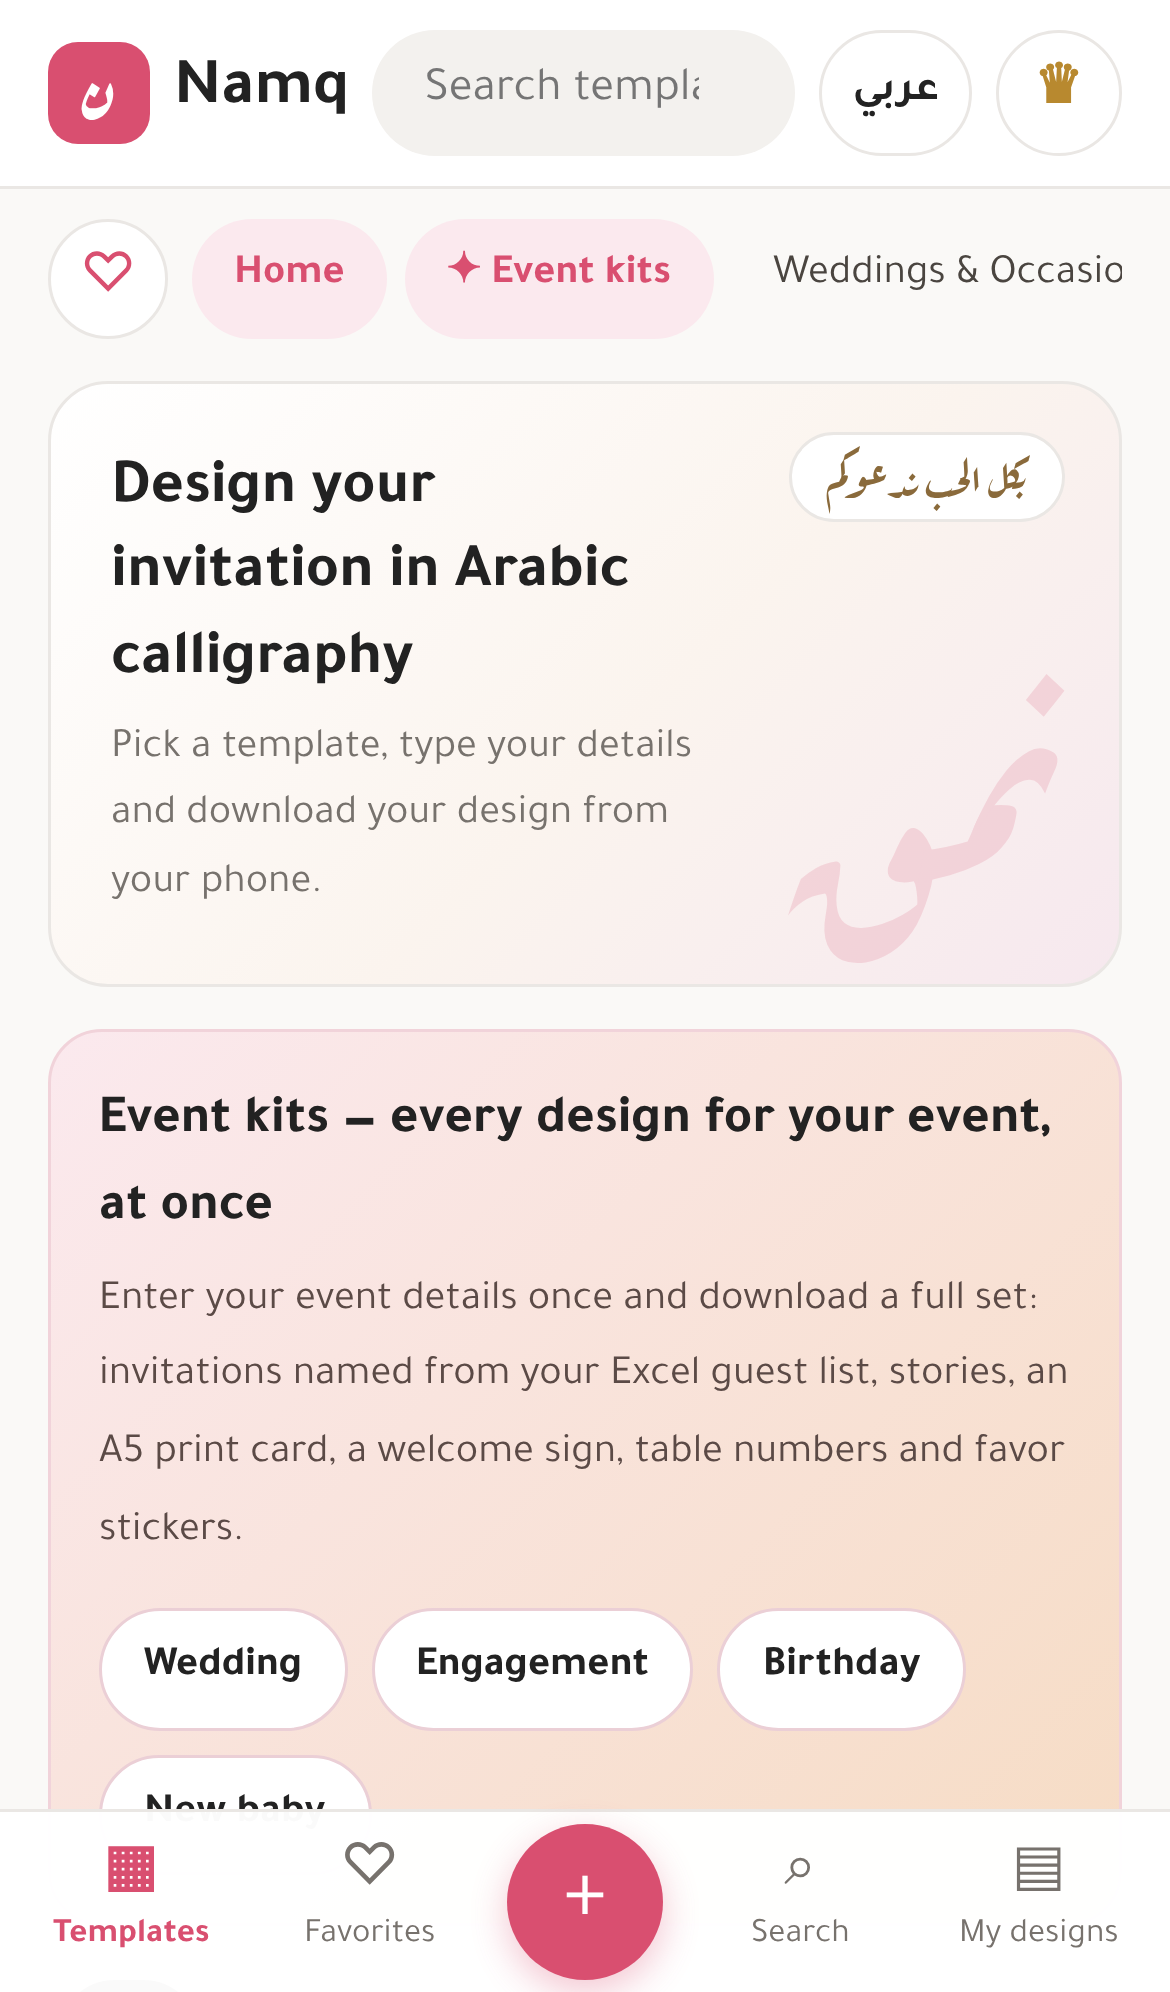 ن Namq Search templa عربي
Home ✦ Event kits Weddings & Occasio
Design your
invitation in Arabic
calligraphy
بكل الحب ندعوكم
Pick a template, type your details
and download your design from
your phone.
نمق
Event kits – every design for your event,
at once
Enter your event details once and download a full set:
invitations named from your Excel guest list, stories, an
A5 print card, a welcome sign, table numbers and favor
stickers.
Wedding Engagement Birthday
New baby
+
Templates Favorites Search My designs